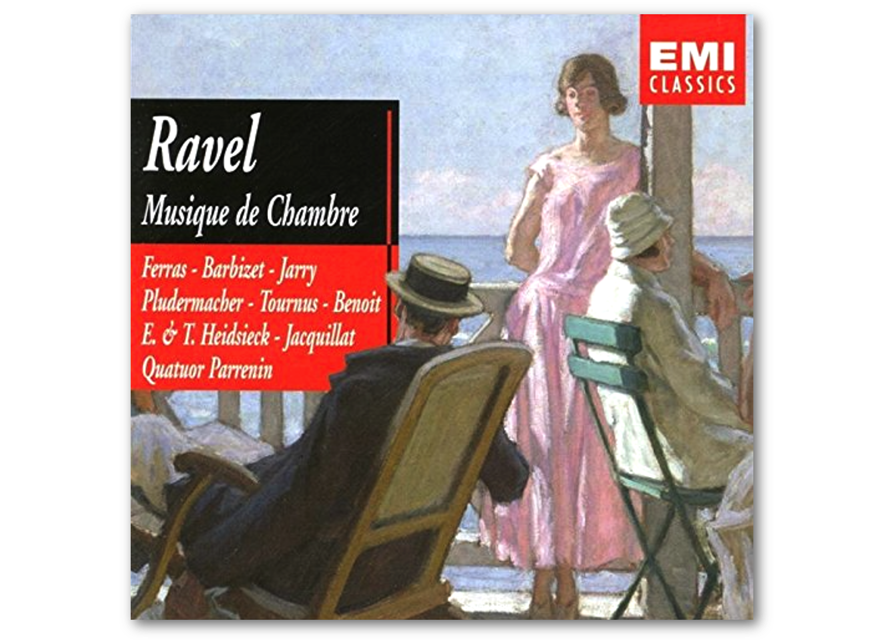 EMI
CLASSICS
Ravel
Musique de Chambre
Ferras - Barbizet - Jarry
Pludermacher - Tournus - Benoit
E. & T. Heidsieck - Jacquillat
Quatuor Parrenin